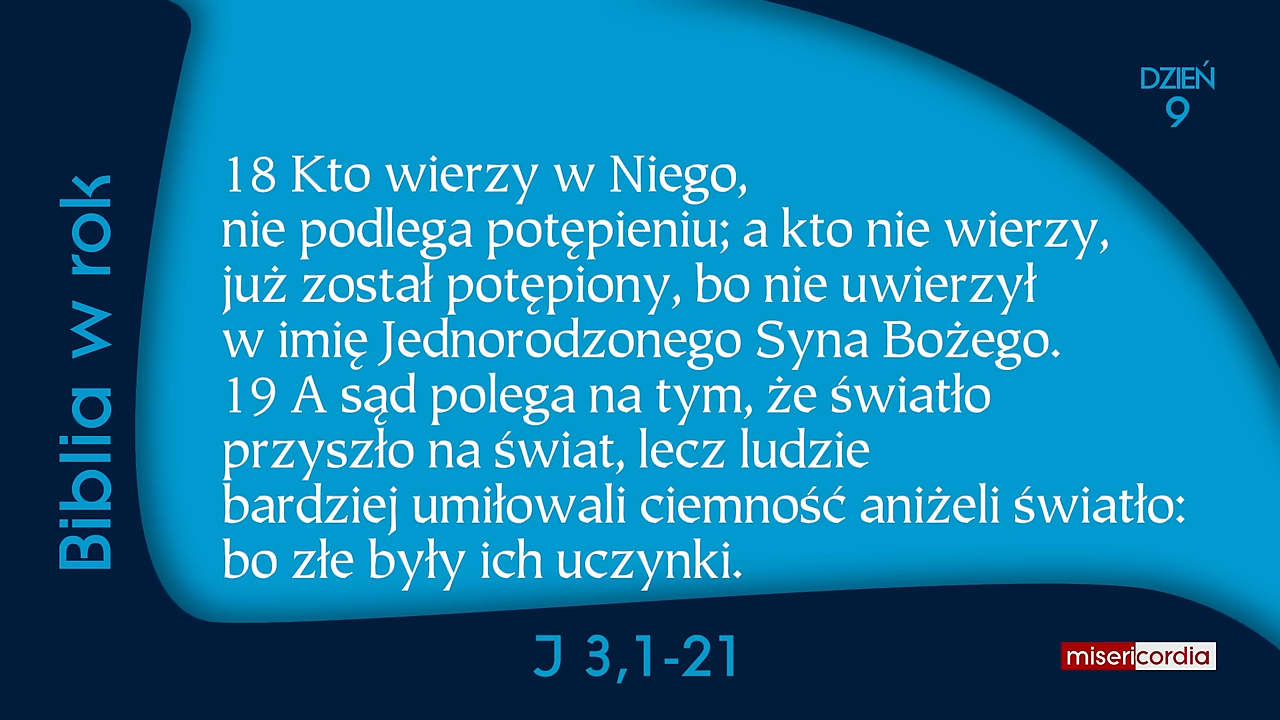 DZIEŃ
9
Biblia w rok
18 Kto wierzy w Niego,
nie podlega potępieniu; a kto nie wierzy,
już został potępiony, bo nie uwierzył
w imię Jednorodzonego Syna Bożego.
19 A sąd polega na tym, że światło
przyszło na świat, lecz ludzie
bardziej umiłowali ciemność aniżeli światło:
bo złe były ich uczynki.
J 3,1-21
misericordia